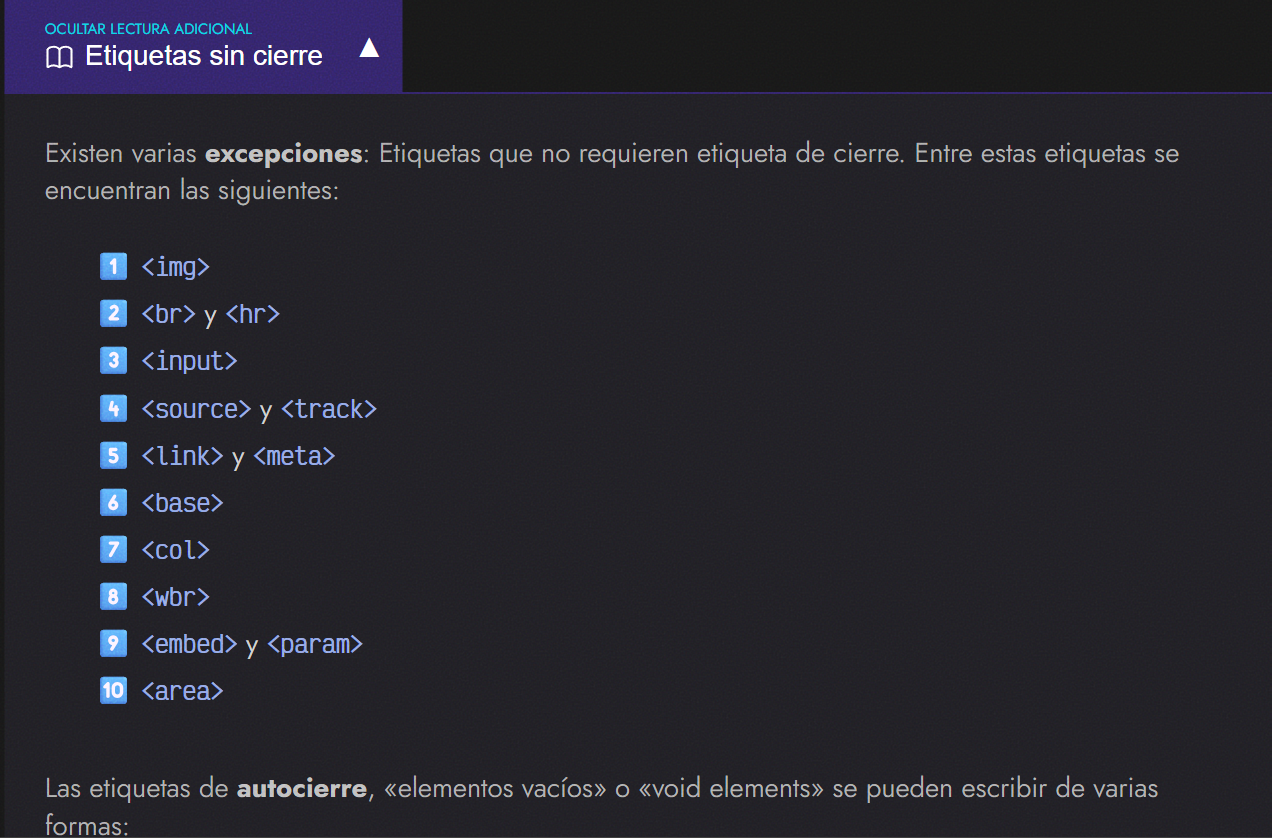 OCULTAR LECTURA ADICIONAL
Etiquetas sin cierre ▲
Existen varias excepciones: Etiquetas que no requieren etiqueta de cierre. Entre estas etiquetas se
encuentran las siguientes:
1 <img>
2 <br> y <hr>
3 <input>
4 <source> y <track>
5 <link> y <meta>
6 <base>
7 <col>
8 <wbr>
9 <embed> y <param>
10 <area>
Las etiquetas de autocierre, «elementos vacíos» o «void elements» se pueden escribir de varias
formas: